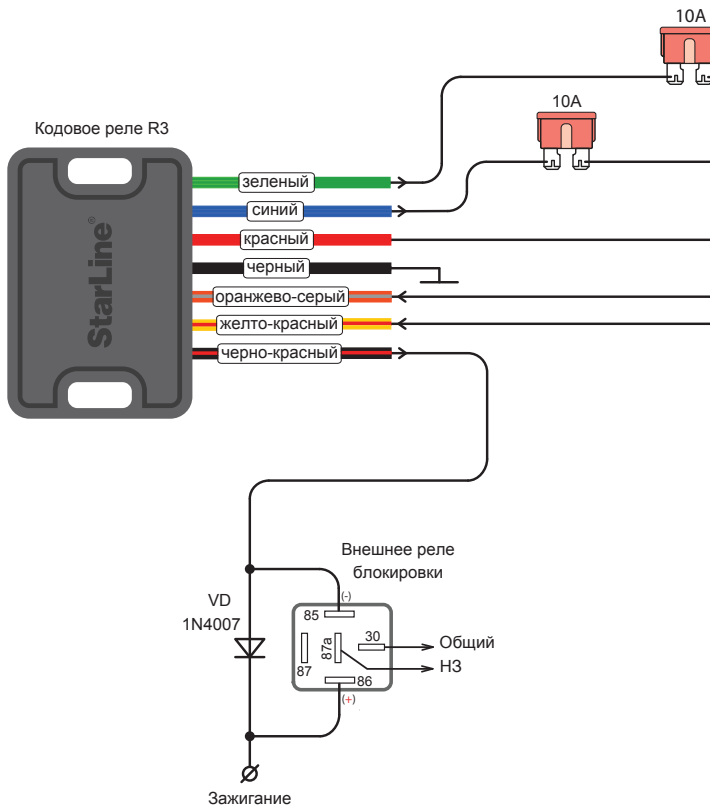 10A
10A
Кодовое реле R3
зеленый
синий
красный
черный
оранжево-серый
желто-красный
черно-красный
StarLine®
Внешнее реле
блокировки
VD
1N4007
(-)
85
87a
30
87
86
(+)
Общий
НЗ
Зажигание